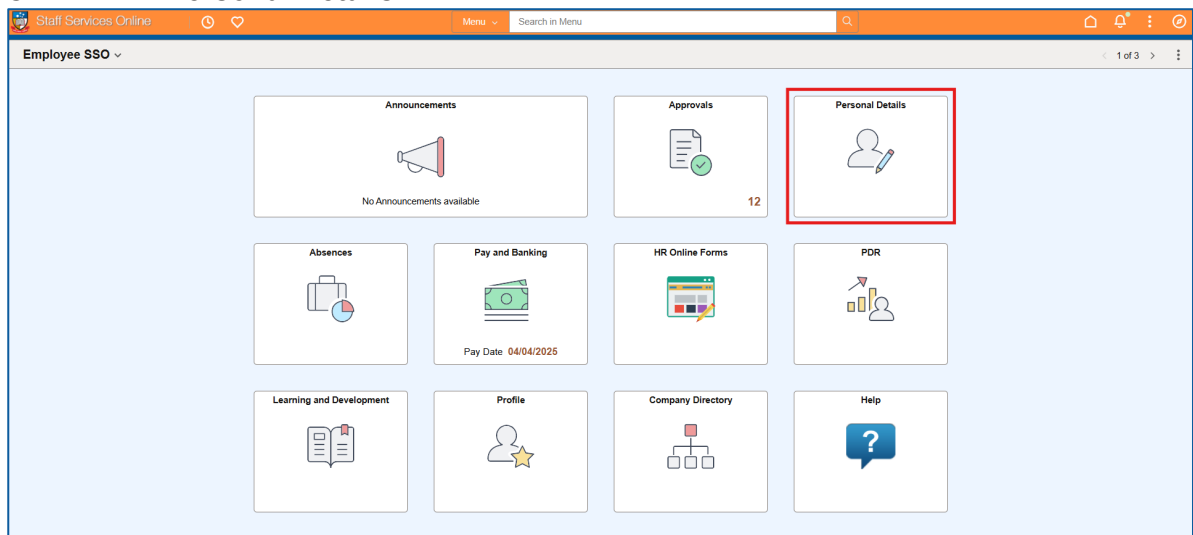 Staff Services Online
Menu
Search in Menu
Employee SSO
1 of 3
Announcements
No Announcements available
Approvals
12
Personal Details
Absences
Pay and Banking
Pay Date 04/04/2025
HR Online Forms
PDR
Learning and Development
Profile
Company Directory
Help
?